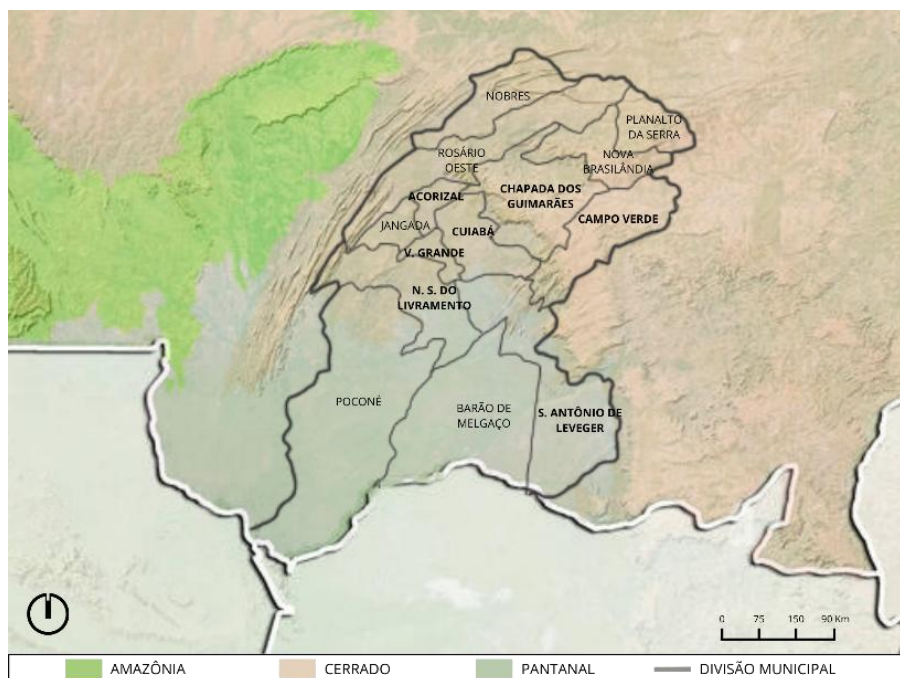 NOBRES
PLANALTO
DA SERRA
ROSÁRIO
OESTE
NOVA
BRASILÂNDIA
CHAPADA DOS
GUIMARÃES
ACORIZAL
CAMPO VERDE
JANGADA
CUIABÁ
V. GRANDE
N. S. DO
LIVRAMENTO
POCONÉ
BARÃO DE
MELGAÇO
S. ANTÔNIO DE
LEVEGER
0 75 150 90 Km
AMAZÔNIA CERRADO PANTANAL DIVISÃO MUNICIPAL